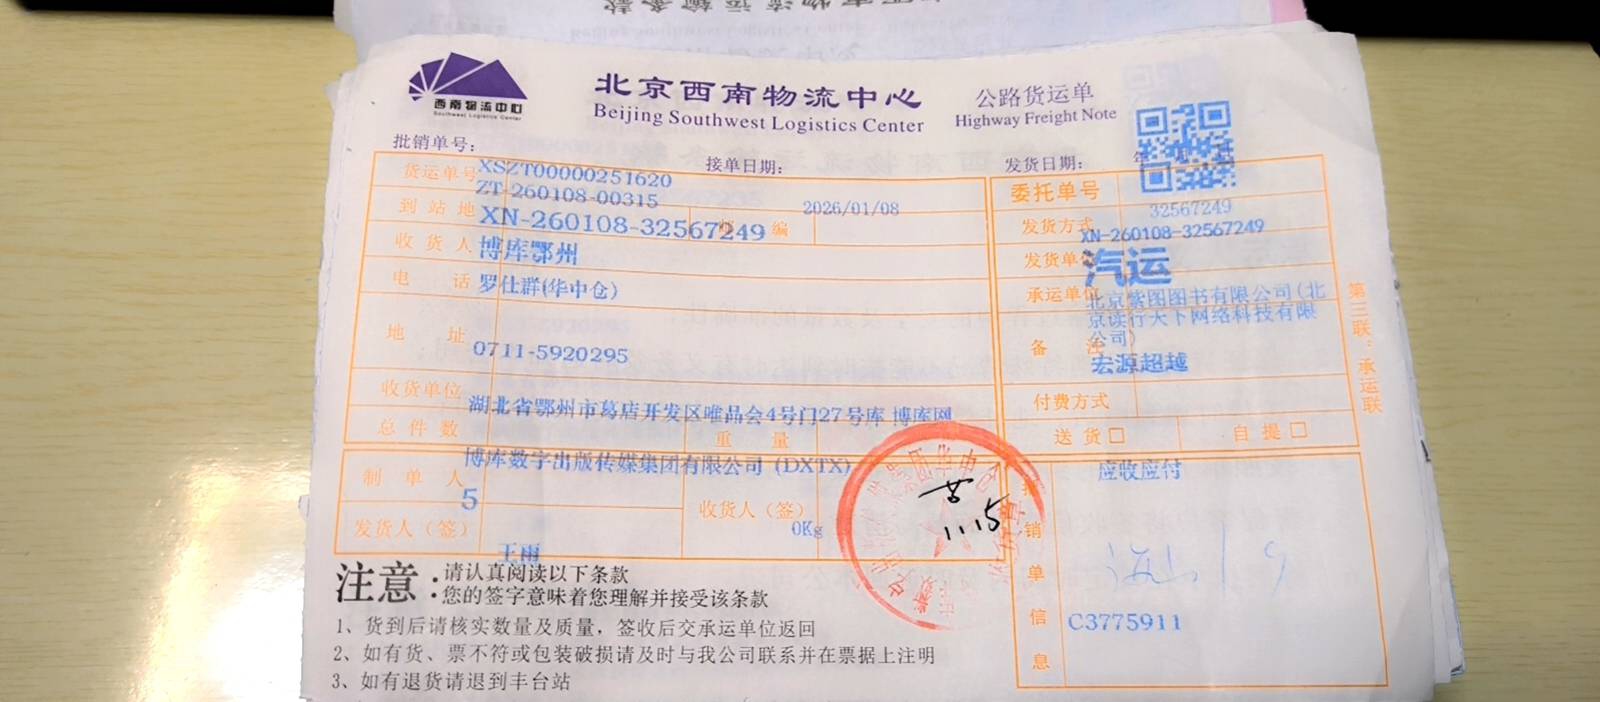 西南物流中心
Southwest Logistics Center
北京西南物流中心
Beijing Southwest Logistics Center
公路货运单
Highway Freight Note
批销单号：
接单日期：
发货日期： 年
货运单号 XSZT00000251620
ZT-260108-00315
2026/01/08
委托单号
32567249
到站地 XN-260108-32567249 编
发货方式 XN-260108-32567249
收货人 博库鄂州
发货单位 汽运
电话 罗仕群(华中仓)
承运单位 北京紫图图书有限公司(北
京读行天下网络科技有限
公司)
地址
0711-5920295
备注 宏源超越
收货单位
湖北省鄂州市葛店开发区唯品会4号门27号库 博库网
付费方式
总件数 重量
送货□ 自提□
博库数字出版传媒集团有限公司 (DXTX)
应收应付
制单人
5
收货人（签）
0Kg
发货人（签）
王雨
11.15
销单信息
C3775911
第三联：承运联
注意：
请认真阅读以下条款
您的签字意味着您理解并接受该条款
1、货到后请核实数量及质量，签收后交承运单位返回
2、如有货、票不符或包装破损请及时与我公司联系并在票据上注明
3、如有退货请退到丰台站